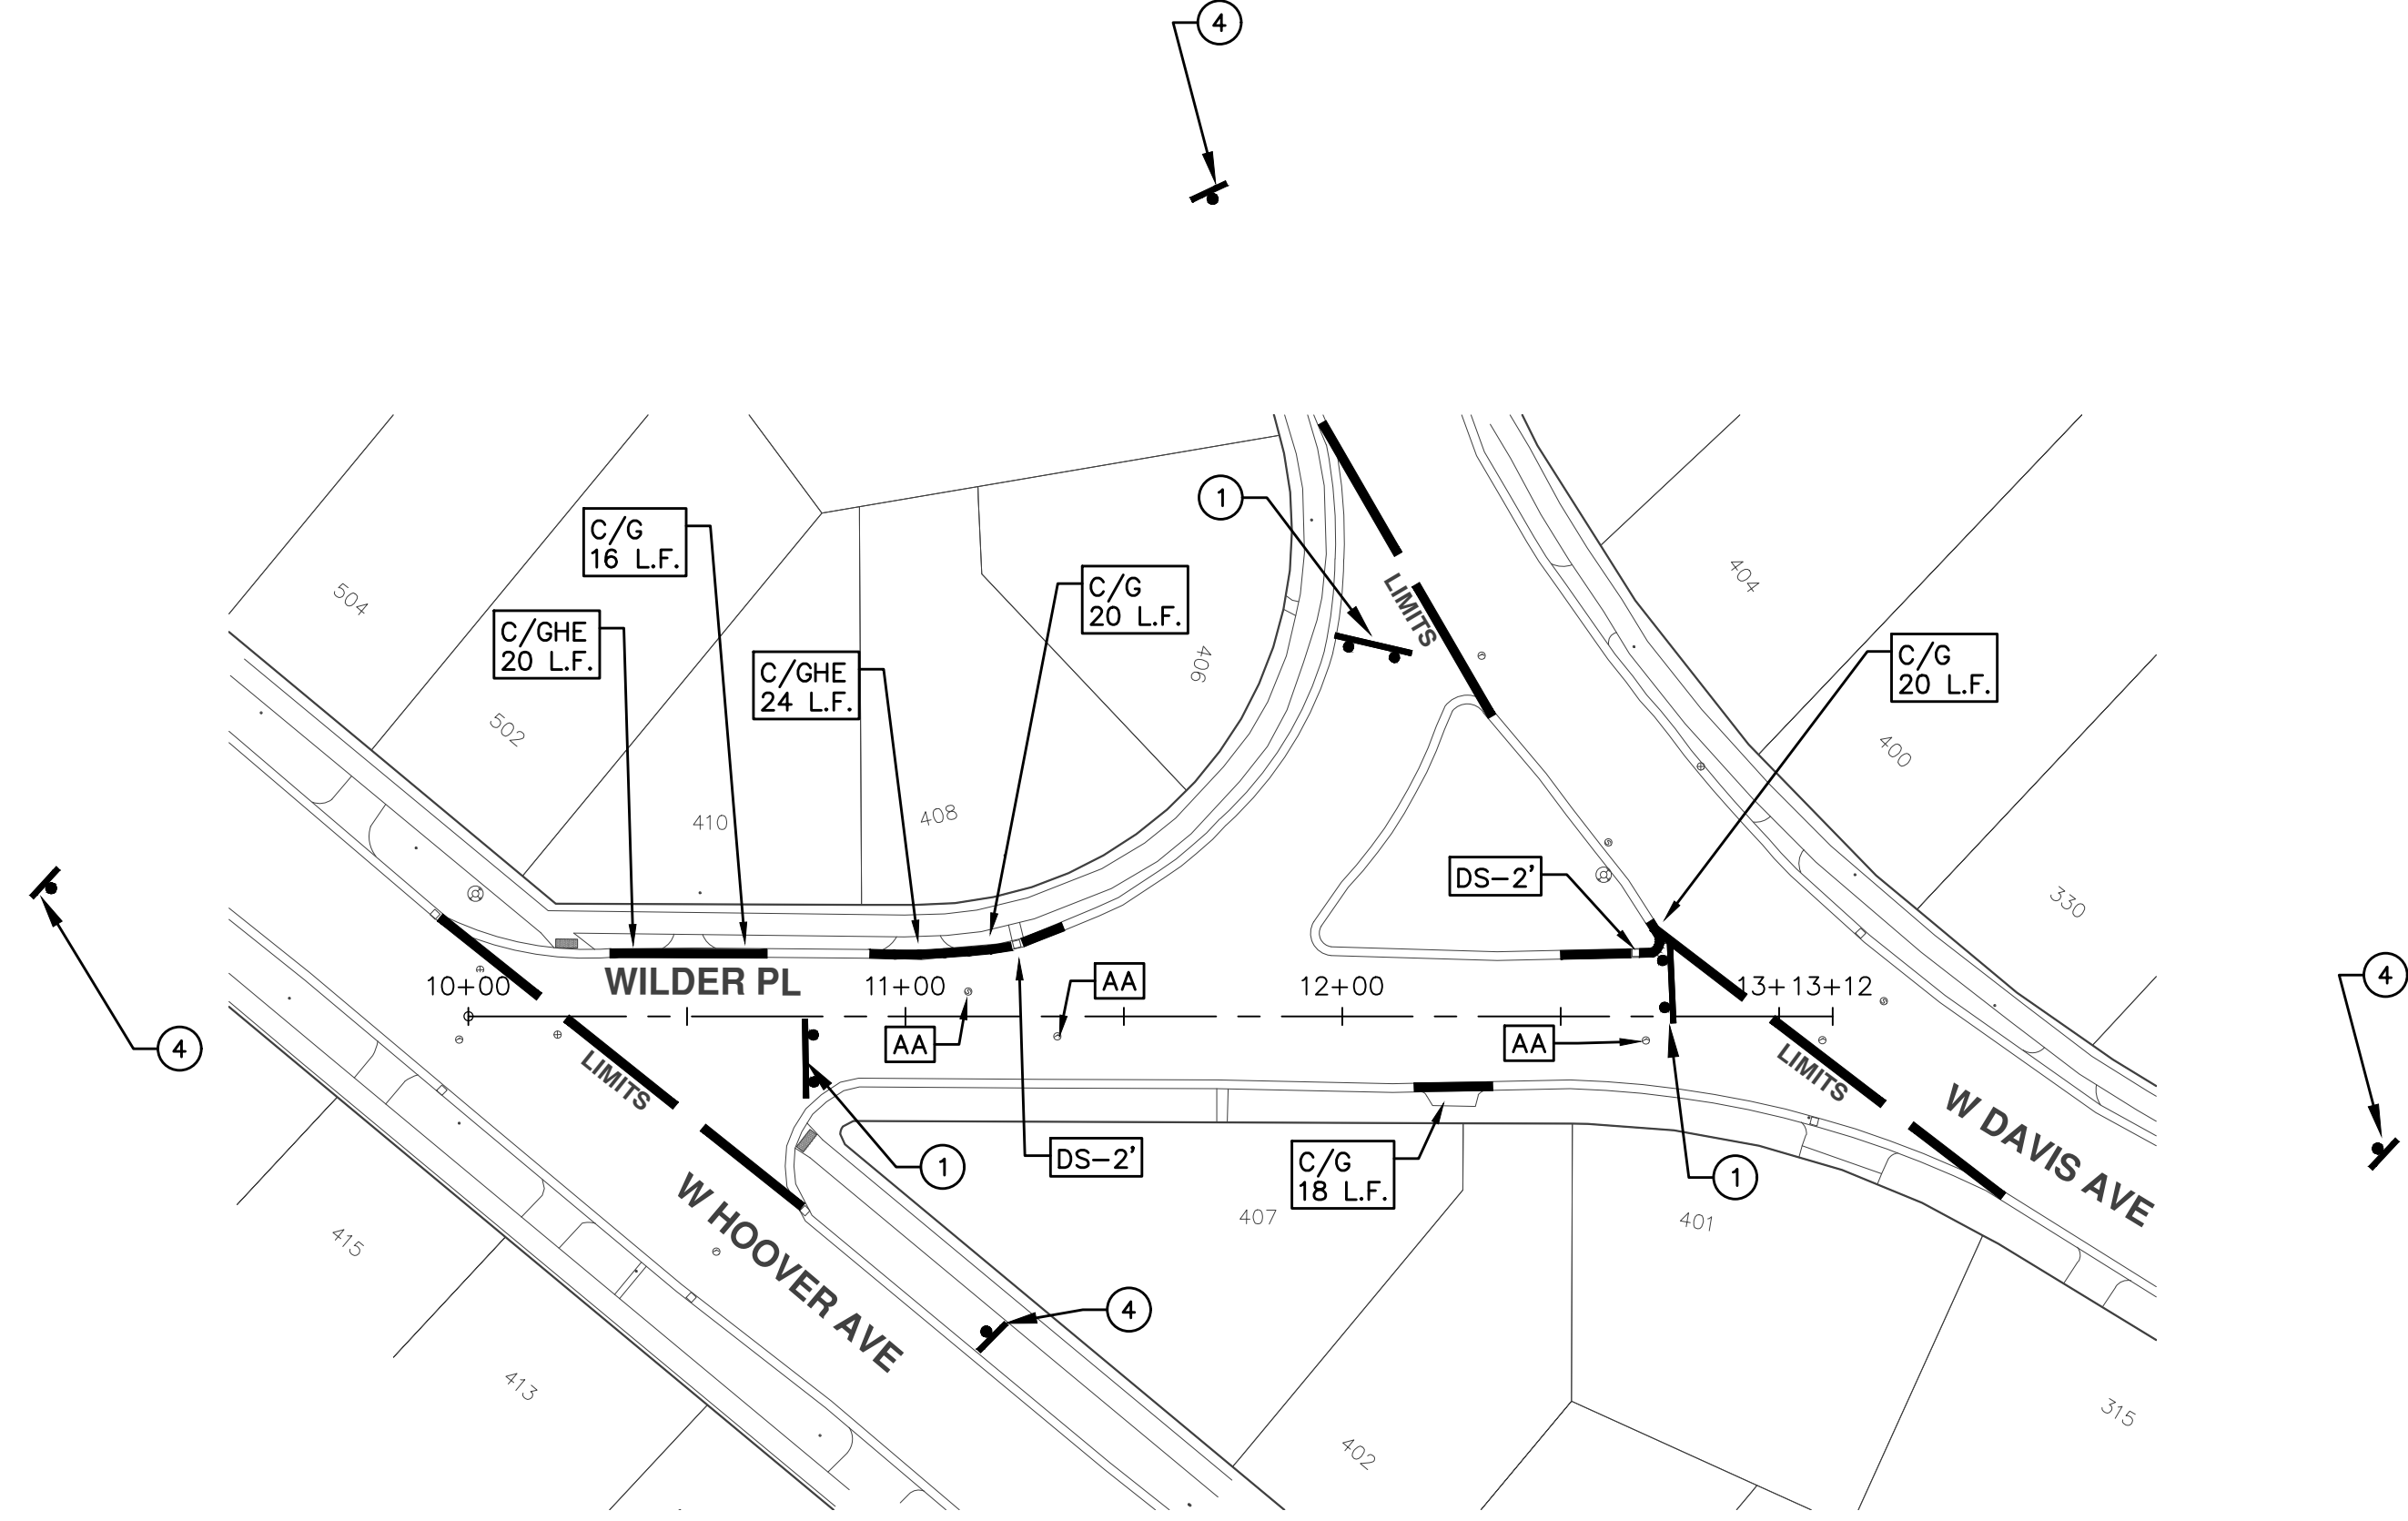 4
1
LIMITS
C/G
16 L.F.
C/G
20 L.F.
C/GHE
20 L.F.
C/GHE
24 L.F.
C/G
20 L.F.
504
502
410
408
406
404
400
330
DS-2'
4
WILDER PL
10+00
11+00
12+00
13+
13+12
AA
AA
AA
4
4
LIMITS
LIMITS
1
DS-2'
C/G
18 L.F.
1
W DAVIS AVE
W HOOVER AVE
407
401
415
413
4
402
315